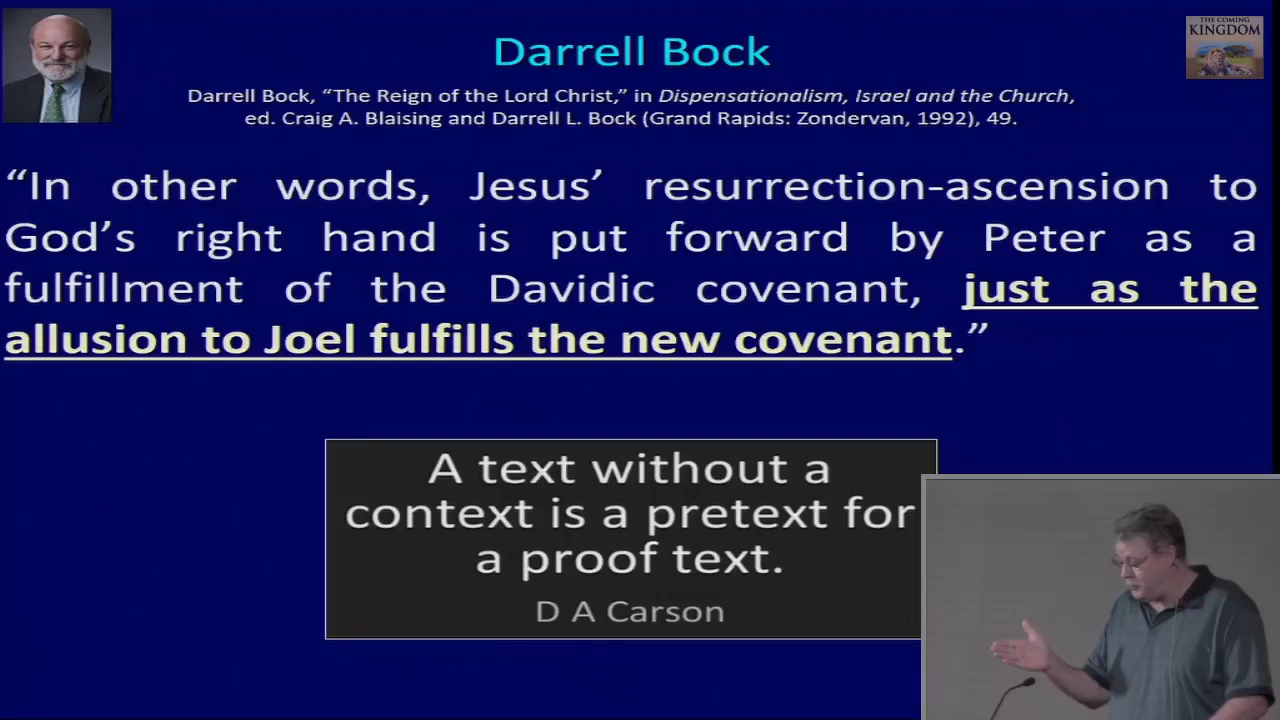 Darrell Bock
THE COMING
KINGDOM
Darrell Bock, “The Reign of the Lord Christ,” in Dispensationalism, Israel and the Church,
ed. Craig A. Blaising and Darrell L. Bock (Grand Rapids: Zondervan, 1992), 49.
“In other words, Jesus’ resurrection-ascension to
God’s right hand is put forward by Peter as a
fulfillment of the Davidic covenant, just as the
allusion to Joel fulfills the new covenant.”
A text without a
context is a pretext for
a proof text.
D A Carson